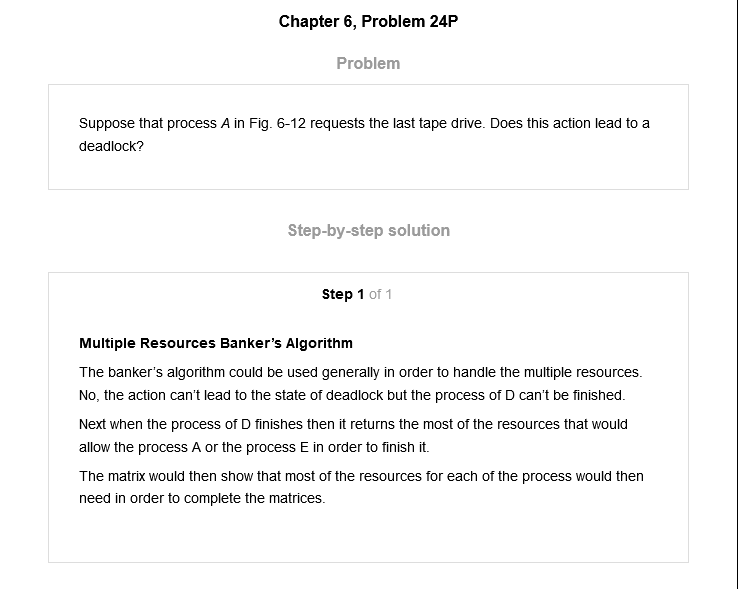 Chapter 6, Problem 24P
Problem
Suppose that process A in Fig. 6-12 requests the last tape drive. Does this action lead to a
deadlock?
Step-by-step solution
Step 1 of 1
Multiple Resources Banker’s Algorithm
The banker’s algorithm could be used generally in order to handle the multiple resources.
No, the action can’t lead to the state of deadlock but the process of D can’t be finished.
Next when the process of D finishes then it returns the most of the resources that would
allow the process A or the process E in order to finish it.
The matrix would then show that most of the resources for each of the process would then
need in order to complete the matrices.